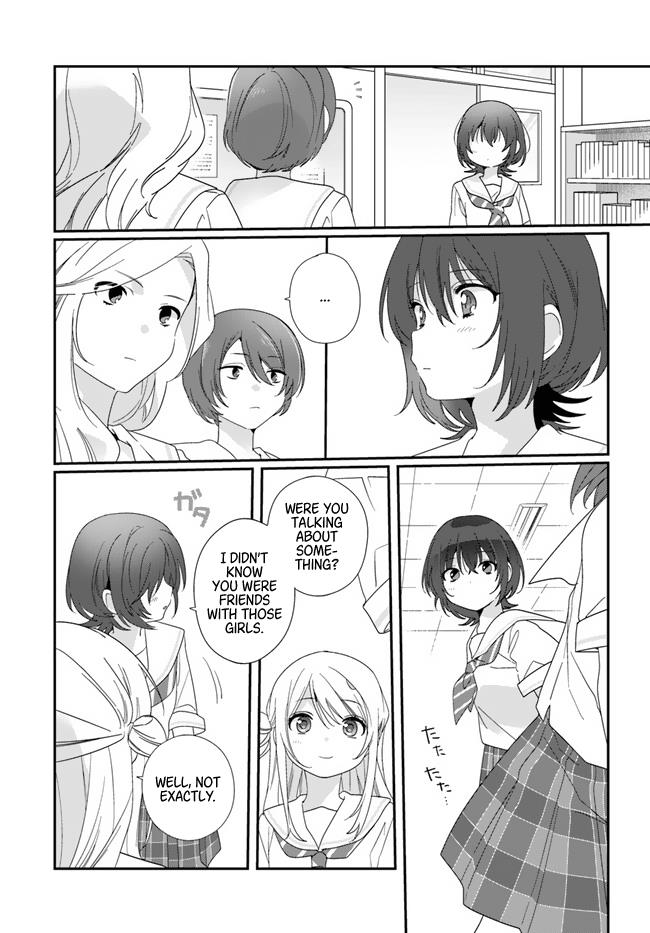 ...
たた
たた…
WERE YOU
TALKING
ABOUT
SOME-
THING?
I DIDN'T
KNOW
YOU WERE
FRIENDS
WITH THOSE
GIRLS.
ガタ
WELL, NOT
EXACTLY.